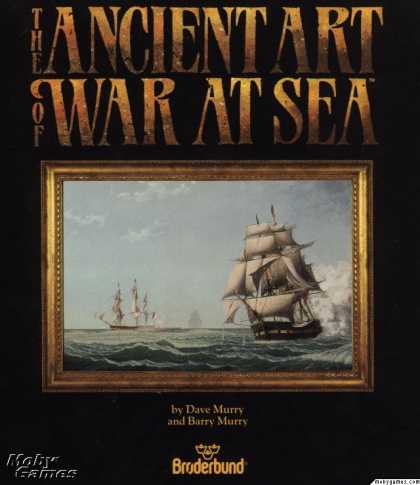 THE ANCIENT ART
OF WAR AT SEA™
by Dave Murry
and Barry Murry
Brøderbund®
Moby
Games
mobygames.com